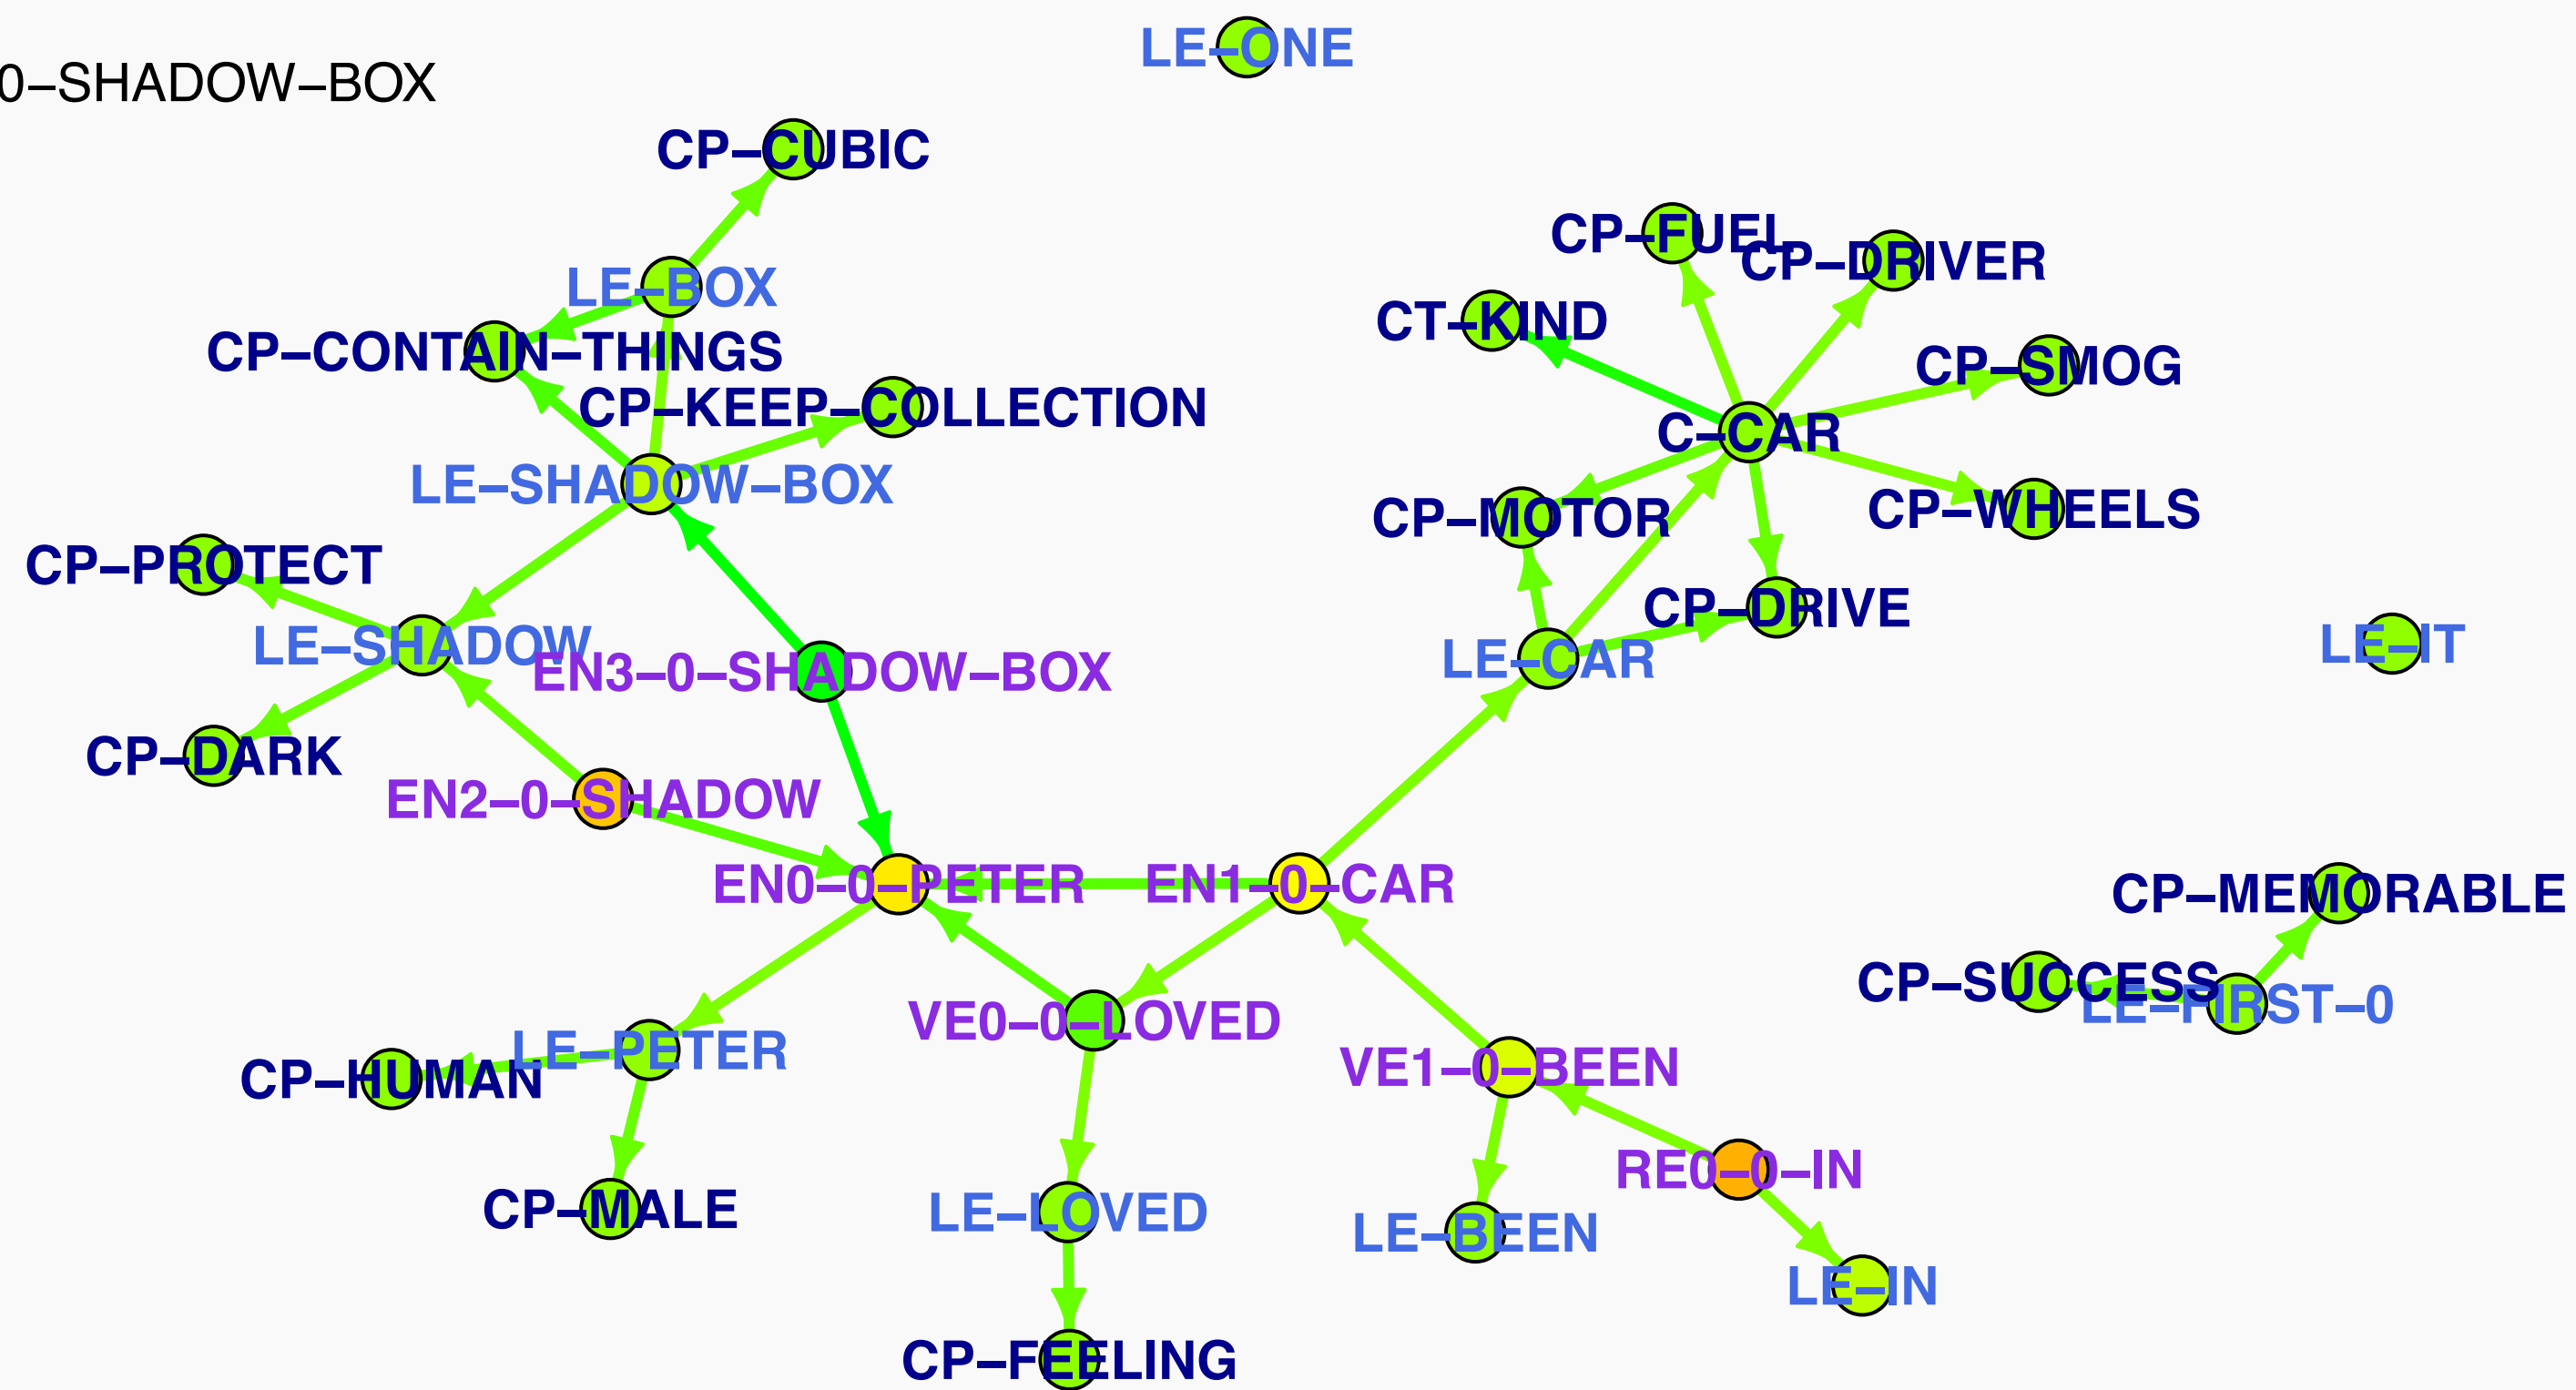 LE–ONE
0–SHADOW–BOX
CP–CUBIC
CP–FUEL
CP–DRIVER
LE–BOX
CT–KIND
CP–CONTAIN–THINGS
CP–SMOG
CP–KEEP–COLLECTION
C–CAR
LE–SHADOW–BOX
CP–MOTOR
CP–WHEELS
CP–PROTECT
CP–DRIVE
LE–SHADOW
LE–IT
LE–CAR
EN3–0–SHADOW–BOX
CP–DARK
EN2–0–SHADOW
EN0–0–PETER
EN1–0–CAR
CP–MEMORABLE
CP–SUCCESS
LE–FIRST–0
VE0–0–LOVED
LE–PETER
VE1–0–BEEN
CP–HUMAN
RE0–0–IN
CP–MALE
LE–LOVED
LE–BEEN
LE–IN
CP–FEELING